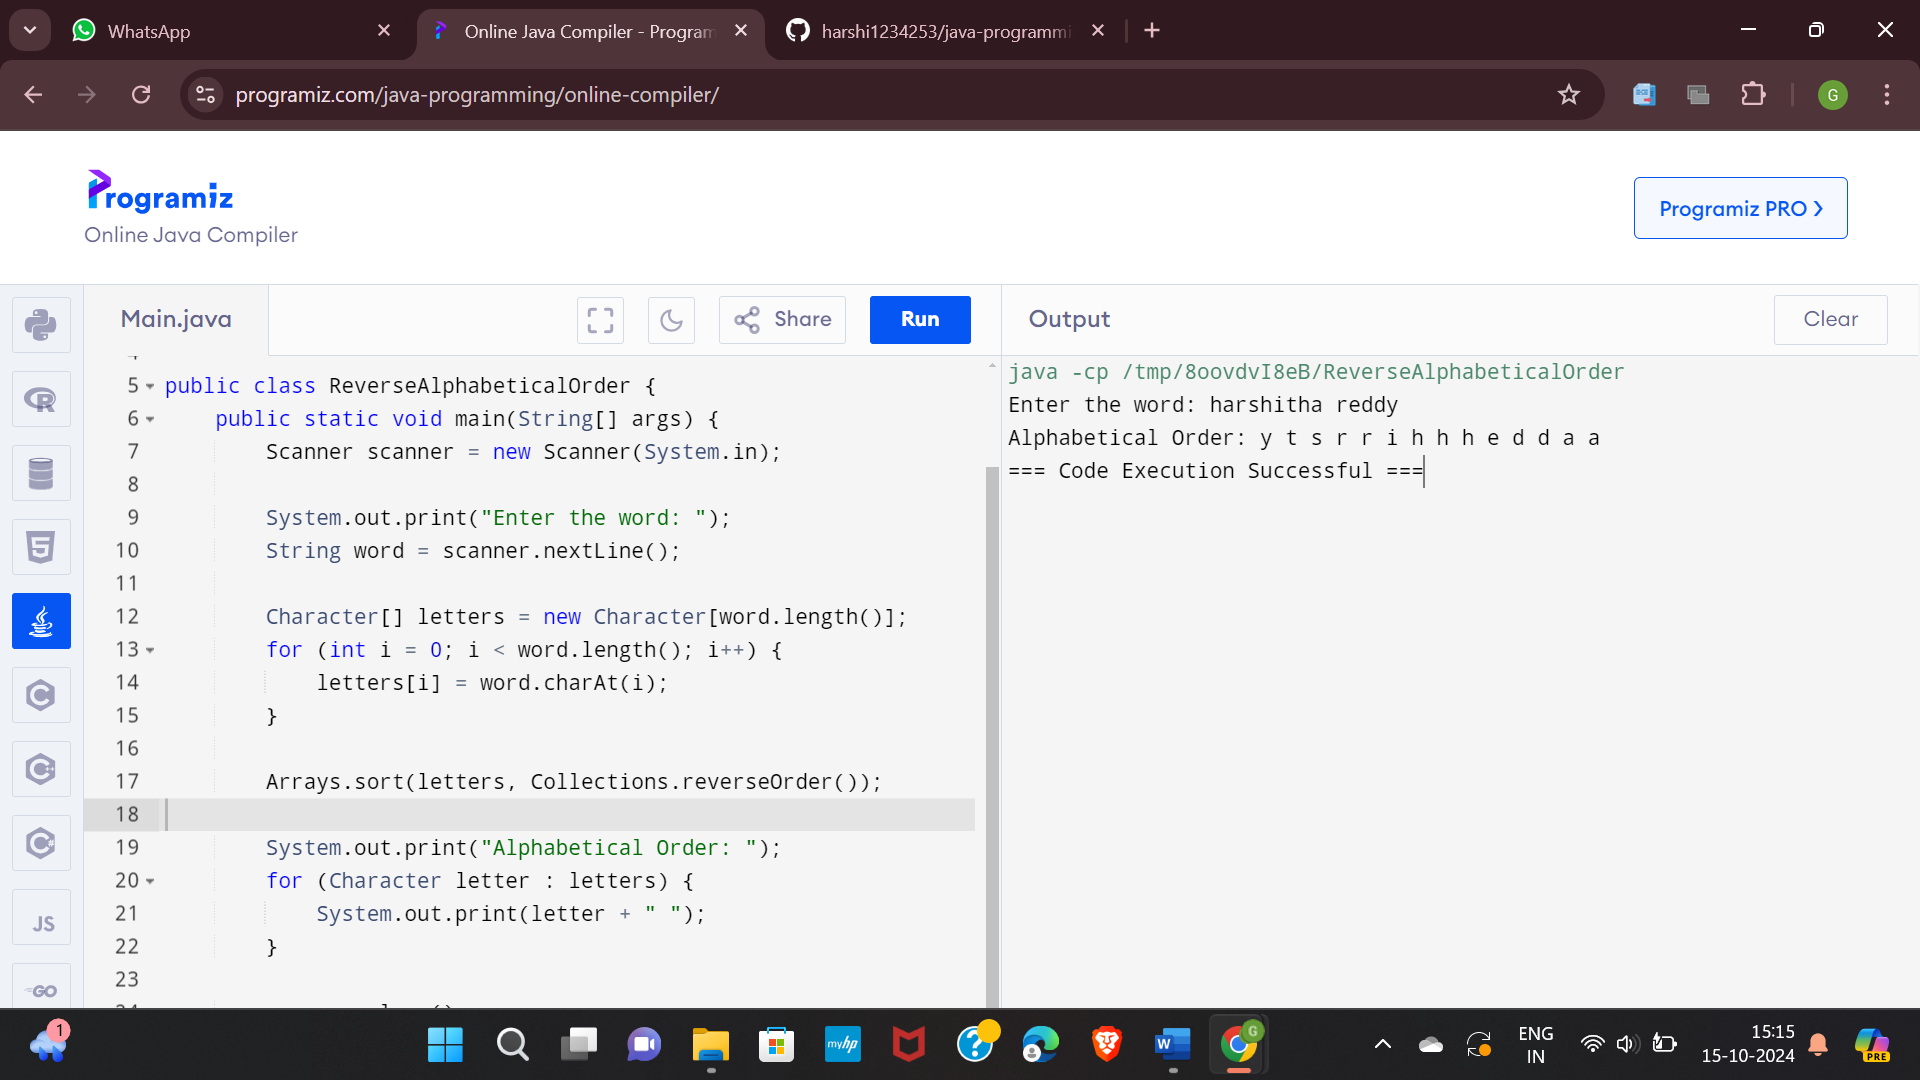 WhatsApp
Online Java Compiler - Program
harshi1234253/java-programmi
programiz.com/java-programming/online-compiler/
G
Programiz
Online Java Compiler
Programiz PRO
Main.java
Share
Run
Output
Clear
5 public class ReverseAlphabeticalOrder {
6 public static void main(String[] args) {
7 Scanner scanner = new Scanner(System.in);
8
9 System.out.print("Enter the word: ");
10 String word = scanner.nextLine();
11
12 Character[] letters = new Character[word.length()];
13 for (int i = 0; i < word.length(); i++) {
14 letters[i] = word.charAt(i);
15 }
16
17 Arrays.sort(letters, Collections.reverseOrder());
18
19 System.out.print("Alphabetical Order: ");
20 for (Character letter : letters) {
21 System.out.print(letter + " ");
22 }
23
java -cp /tmp/8oovdvI8eB/ReverseAlphabeticalOrder
Enter the word: harshitha reddy
Alphabetical Order: y t s r r i h h h e d d a a
=== Code Execution Successful ===
R
5
C
C
C
JS
GO
1
myhp
W
G
ENG
IN
15:15
15-10-2024
PRE